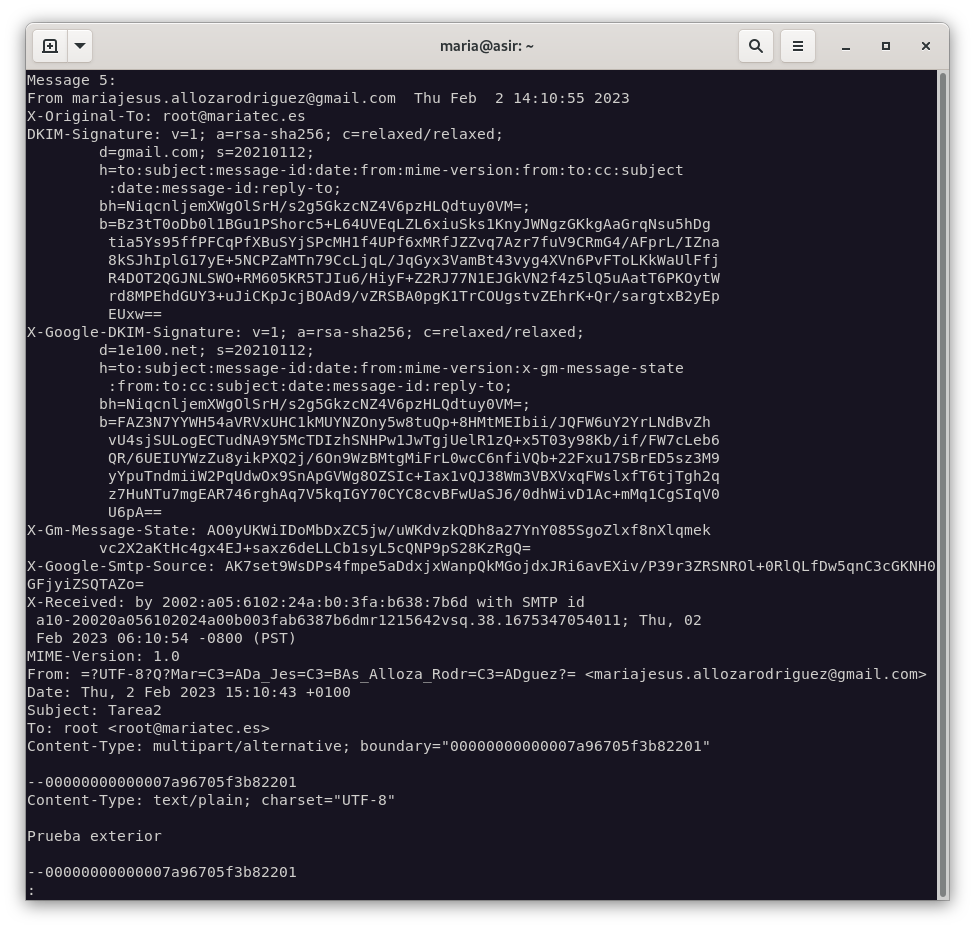 maria@asir: ~
Message 5:
From mariajesus.allozarodriguez@gmail.com  Thu Feb  2 14:10:55 2023
X-Original-To: root@mariatec.es
DKIM-Signature: v=1; a=rsa-sha256; c=relaxed/relaxed;
        d=gmail.com; s=20210112;
        h=to:subject:message-id:date:from:mime-version:from:to:cc:subject
         :date:message-id:reply-to;
        bh=NiqcnljemXWgOlSrH/s2g5GkzcNZ4V6pzHLQdtuy0VM=;
        b=Bz3tT0oDb0l1BGu1PShorc5+L64UVEqLZL6xiuSks1KnyJWNgzGKkgAaGrqNsu5hDg
         tia5Ys95ffPFCqPfXBuSYjSPcMH1f4UPf6xMRfJZZvq7Azr7fuV9CRmG4/AFprL/IZna
         8kSJhIplG17yE+5NCPZaMTn79CcLjqL/JqGyx3VamBt43vyg4XVn6PvFToLKkWaUlFfj
         R4DOT2QGJNLSWO+RM605KR5TJIu6/HiyF+Z2RJ77N1EJGkVN2f4z5lQ5uAatT6PKOytW
         rd8MPEhdGUY3+uJiCKpJcjBOAd9/vZRSBA0pgK1TrCOUgstvZEhrK+Qr/sargtxB2yEp
         EUxw==
X-Google-DKIM-Signature: v=1; a=rsa-sha256; c=relaxed/relaxed;
        d=1e100.net; s=20210112;
        h=to:subject:message-id:date:from:mime-version:x-gm-message-state
         :from:to:cc:subject:date:message-id:reply-to;
        bh=NiqcnljemXWgOlSrH/s2g5GkzcNZ4V6pzHLQdtuy0VM=;
        b=FAZ3N7YYWH54aVRVxUHC1kMUYNZOny5w8tuQp+8HMtMEIbii/JQFW6uY2YrLNdBvZh
         vU4sjSULogECTudNA9Y5McTDIzhSNHPw1JwTgjUelR1zQ+x5T03y98Kb/if/FW7cLeb6
         QR/6UEIUYWzZu8yikPXQ2j/6On9WzBMtgMiFrL0wcC6nfiVQb+22Fxu17SBrED5sz3M9
         yYpuTndmiiW2PqUdwOx9SnApGVWg8OZSIc+Iax1vQJ38Wm3VBXVxqFWslxfT6tjTgh2q
         z7HuNTu7mgEAR746rghAq7V5kqIGY70CYC8cvBFwUaSJ6/0dhWivD1Ac+mMq1CgSIqV0
         U6pA==
X-Gm-Message-State: AO0yUKWiIDoMbDxZC5jw/uWKdvzkQDh8a27YnY085SgoZlxf8nXlqmek
        vc2X2aKtHc4gx4EJ+saxz6deLLCb1syL5cQNP9pS28KzRgQ=
X-Google-Smtp-Source: AK7set9WsDPs4fmpe5aDdxjxWanpQkMGojdxJRi6avEXiv/P39r3ZRSNROl+0RlQLfDw5qnC3cGKNH0
GFjyiZSQTAZo=
X-Received: by 2002:a05:6102:24a:b0:3fa:b638:7b6d with SMTP id
 a10-20020a056102024a00b003fab6387b6dmr1215642vsq.38.1675347054011; Thu, 02
 Feb 2023 06:10:54 -0800 (PST)
MIME-Version: 1.0
From: =?UTF-8?Q?Mar=C3=ADa_Jes=C3=BAs_Alloza_Rodr=C3=ADguez?= <mariajesus.allozarodriguez@gmail.com>
Date: Thu, 2 Feb 2023 15:10:43 +0100
Subject: Tarea2
To: root <root@mariatec.es>
Content-Type: multipart/alternative; boundary="00000000000007a96705f3b82201"

--00000000000007a96705f3b82201
Content-Type: text/plain; charset="UTF-8"

Prueba exterior

--00000000000007a96705f3b82201
: